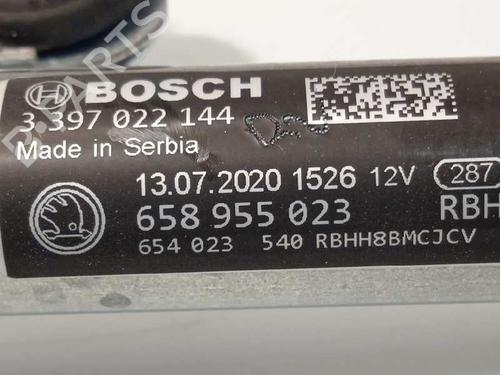 BOSCH
3 397 022 144
Made in Serbia
13.07.2020 1526 12V 287
658 955 023 RBH
654 023 540 RBHH8BMCJCV